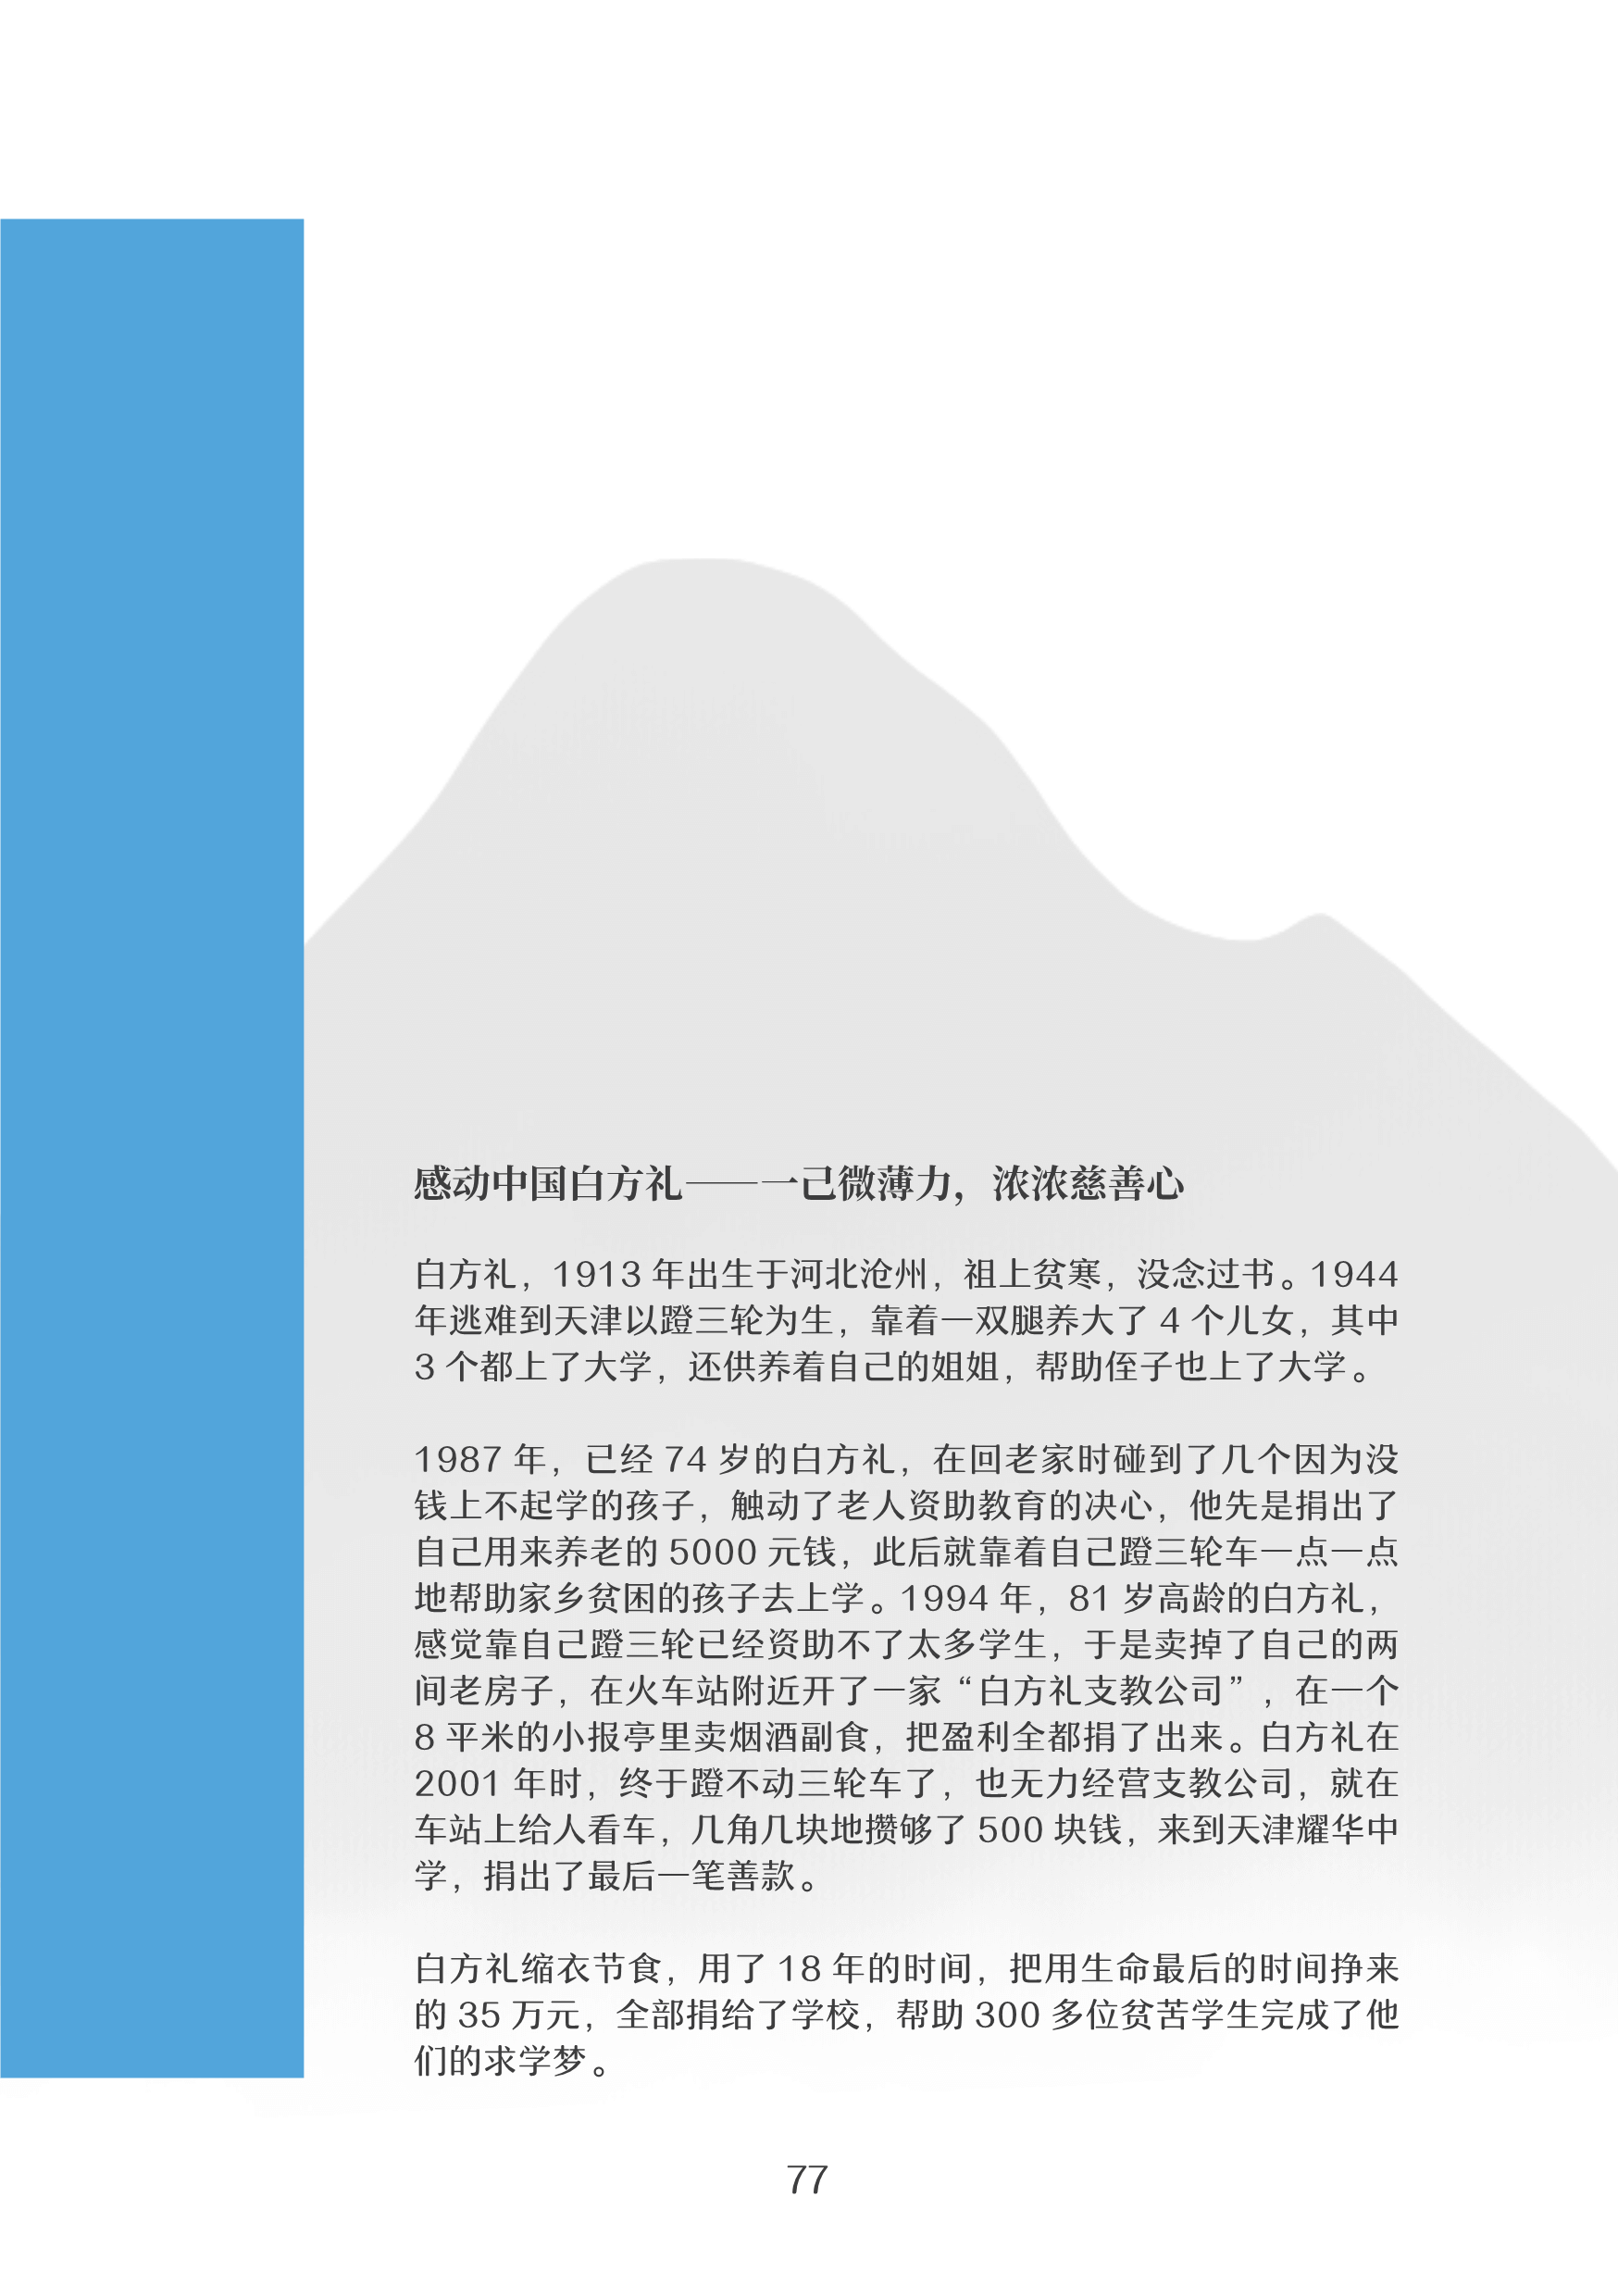 感动中国白方礼——一己微薄力，浓浓慈善心
白方礼，1913 年出生于河北沧州，祖上贫寒，没念过书。1944
年逃难到天津以蹬三轮为生，靠着一双腿养大了 4 个儿女，其中
3 个都上了大学，还供养着自己的姐姐，帮助侄子也上了大学。
1987 年，已经 74 岁的白方礼，在回老家时碰到了几个因为没
钱上不起学的孩子，触动了老人资助教育的决心，他先是捐出了
自己用来养老的 5000 元钱，此后就靠着自己蹬三轮车一点一点
地帮助家乡贫困的孩子去上学。1994 年，81 岁高龄的白方礼，
感觉靠自己蹬三轮已经资助不了太多学生，于是卖掉了自己的两
间老房子，在火车站附近开了一家“白方礼支教公司”，在一个
8 平米的小报亭里卖烟酒副食，把盈利全都捐了出来。白方礼在
2001 年时，终于蹬不动三轮车了，也无力经营支教公司，就在
车站上给人看车，几角几块地攒够了 500 块钱，来到天津耀华中
学，捐出了最后一笔善款。
白方礼缩衣节食，用了 18 年的时间，把用生命最后的时间挣来
的 35 万元，全部捐给了学校，帮助 300 多位贫苦学生完成了他
们的求学梦。
77